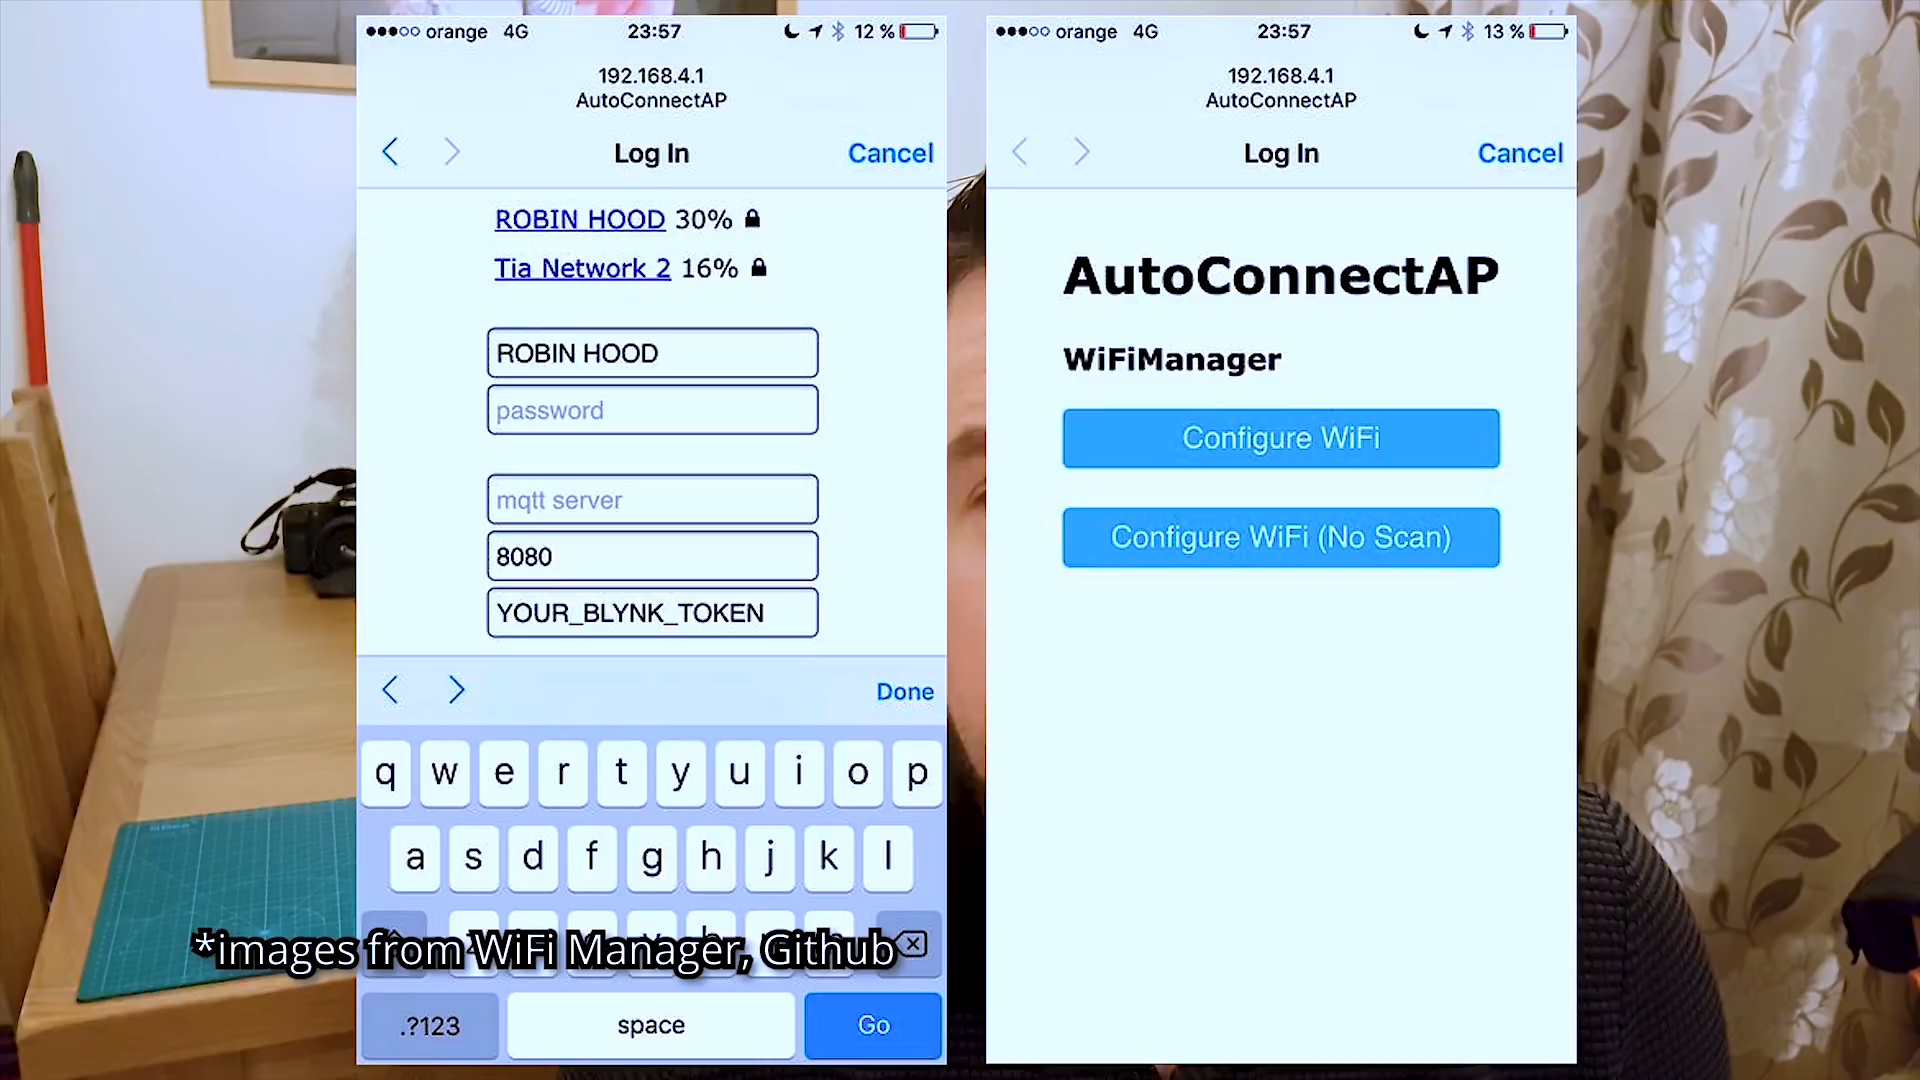 orange 4G 23:57 12 %
192.168.4.1
AutoConnectAP
Log In Cancel
ROBIN HOOD 30%
Tia Network 2 16%
ROBIN HOOD
password
mqtt server
8080
YOUR_BLYNK_TOKEN
Done
q w e r t y u i o p
a s d f g h j k l
*images from WiFi Manager, Github
.?123 space Go
orange 4G 23:57 13 %
192.168.4.1
AutoConnectAP
Log In Cancel
AutoConnectAP
WiFiManager
Configure WiFi
Configure WiFi (No Scan)